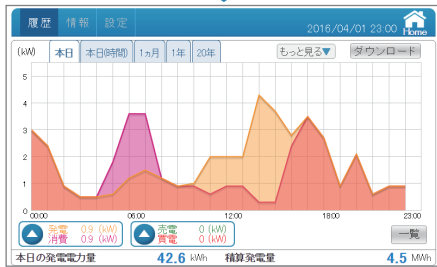 履歴 情報 設定 2016/04/01 23:00 Home
(kW) 本日 本日(時間) 1ヵ月 1年 20年 もっと見る▼ ダウンロード
5
4
3
2
1
0
00:00 06:00 12:00 18:00 23:00
発電 0.9 (kW) 売電 0 (kW)
消費 0.9 (kW) 買電 0 (kW)
一覧
本日の発電電力量 42.6 kWh 積算発電量 4.5 MWh